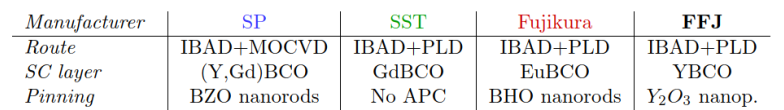 Manufacturer SP SST Fujikura FFJ
Route IBAD+MOCVD IBAD+PLD IBAD+PLD IBAD+PLD
SC layer (Y,Gd)BCO GdBCO EuBCO YBCO
Pinning BZO nanorods No APC BHO nanorods Y₂O₃ nanop.